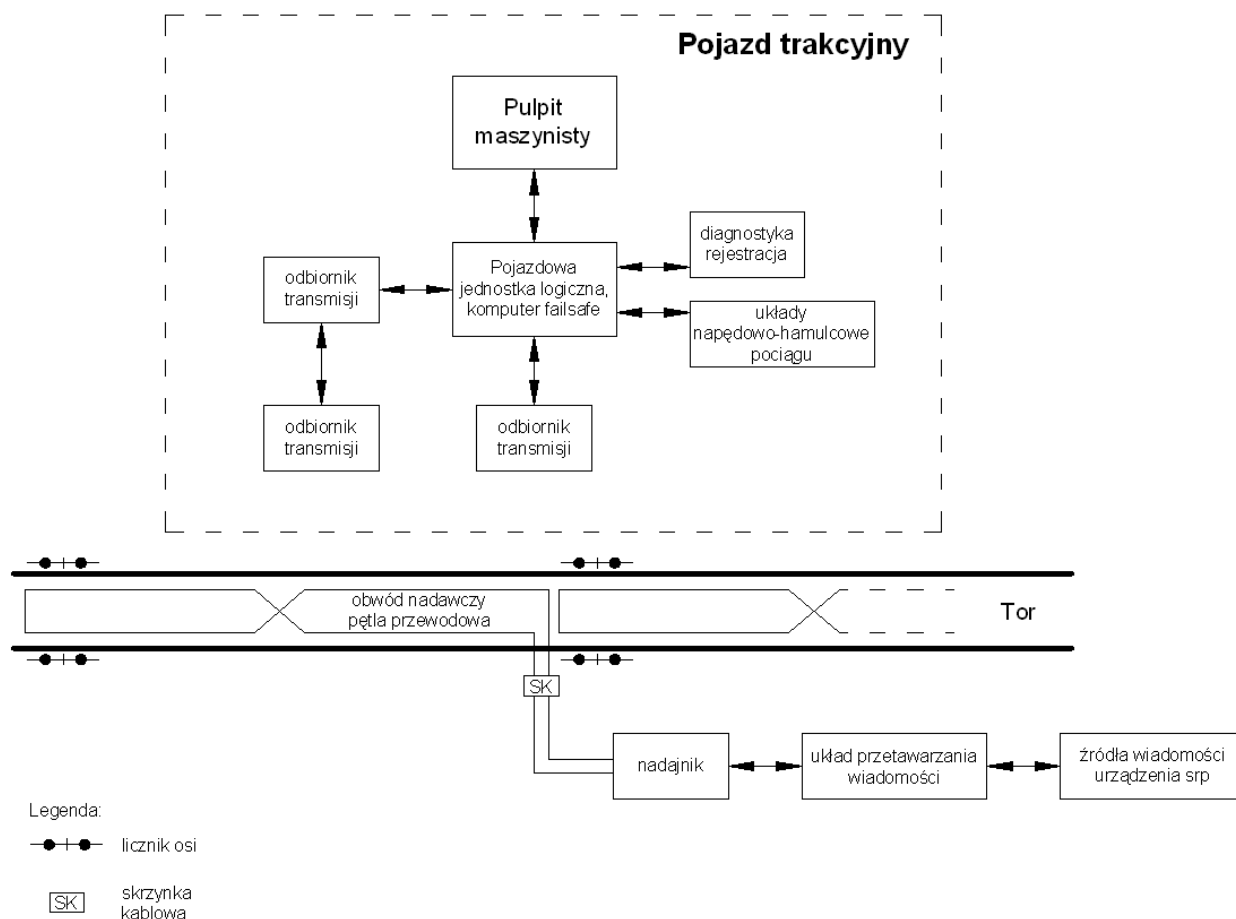 Pojazd trakcyjny
Pulpit
maszynisty
diagnostyka
rejestracja
odbiornik
transmisji
Pojazdowa
jednostka logiczna,
komputer failsafe
układy
napędowo-hamulcowe
pociągu
odbiornik
transmisji
odbiornik
transmisji
obwód nadawczy
pętla przewodowa
Tor
SK
nadajnik
układ przetawarzania
wiadomości
źródła wiadomości
urządzenia srp
Legenda:
licznik osi
SK
skrzynka
kablowa